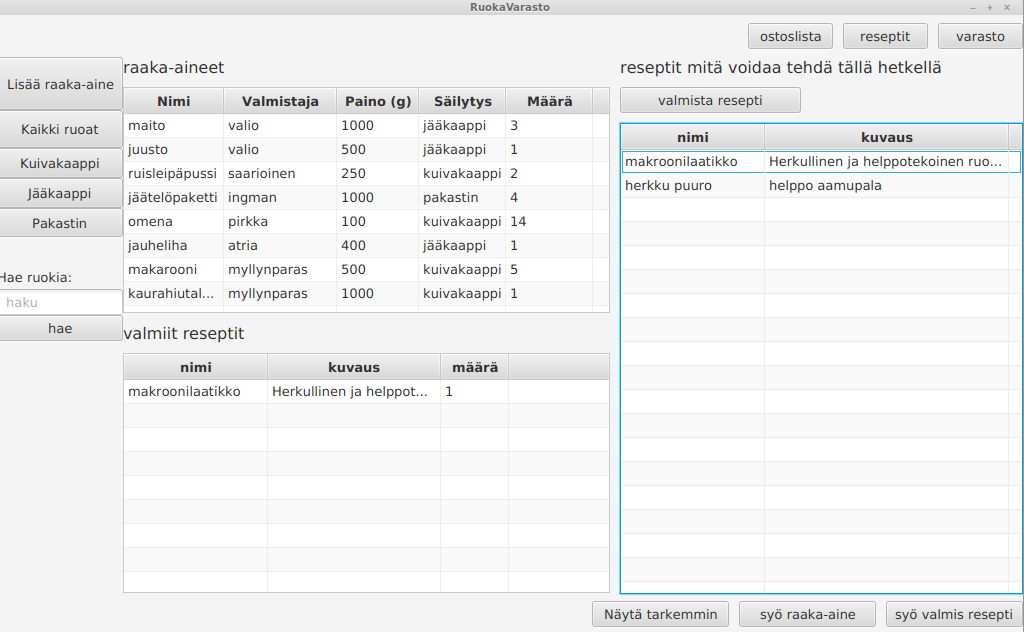 RuokaVarasto
ostoslista reseptit varasto
Lisää raaka-aine
Kaikki ruoat
Kuivakaappi
Jääkaappi
Pakastin
Hae ruokia:
haku
hae
raaka-aineet
Nimi Valmistaja Paino (g) Säilytys Määrä
maito valio 1000 jääkaappi 3
juusto valio 500 jääkaappi 1
ruisleipäpussi saarioinen 250 kuivakaappi 2
jäätelöpaketti ingman 1000 pakastin 4
omena pirkka 100 kuivakaappi 14
jauheliha atria 400 jääkaappi 1
makarooni myllynparas 500 kuivakaappi 5
kaurahiutal... myllynparas 1000 kuivakaappi 1
valmiit reseptit
nimi kuvaus määrä
makroonilaatikko Herkullinen ja helppot... 1
reseptit mitä voidaa tehdä tällä hetkellä
valmista resepti
nimi kuvaus
makroonilaatikko Herkullinen ja helppotekoinen ruo...
herkku puuro helppo aamupala
Näytä tarkemmin syö raaka-aine syö valmis resepti